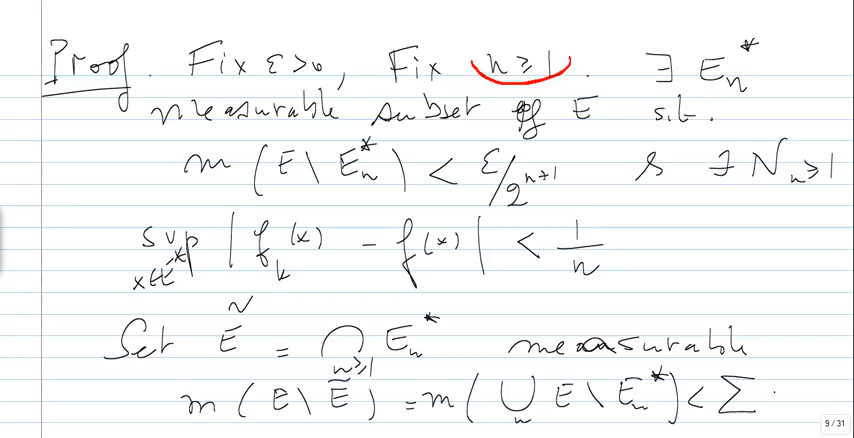 Proof. Fix ε>0, Fix n≥1. ∃ E_n^*
measurable subset of E s.t.
m (E \ E_n^*) < ε/2^{n+1} & ∃ N_n ≥ 1
sup_{x∈E^*} | f_k(x) - f(x) | < 1/n
Set Ẽ = ∩_{n≥1} E_n^* measurable
m (E \ Ẽ) = m (∪_n E \ E_n^*) < Σ
9 / 31